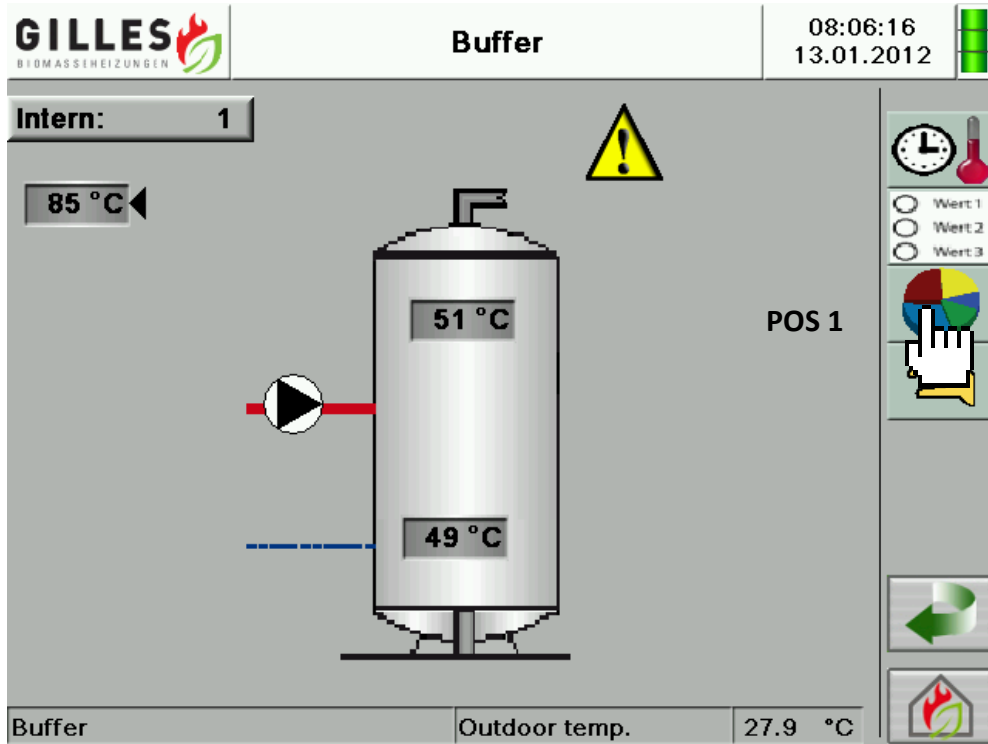 GILLES
BIOMASSEHEIZUNGEN
Buffer
08:06:16
13.01.2012
Intern: 1
85 °C
51 °C
POS 1
49 °C
Wert 1
Wert 2
Wert 3
Buffer
Outdoor temp.
27.9 °C